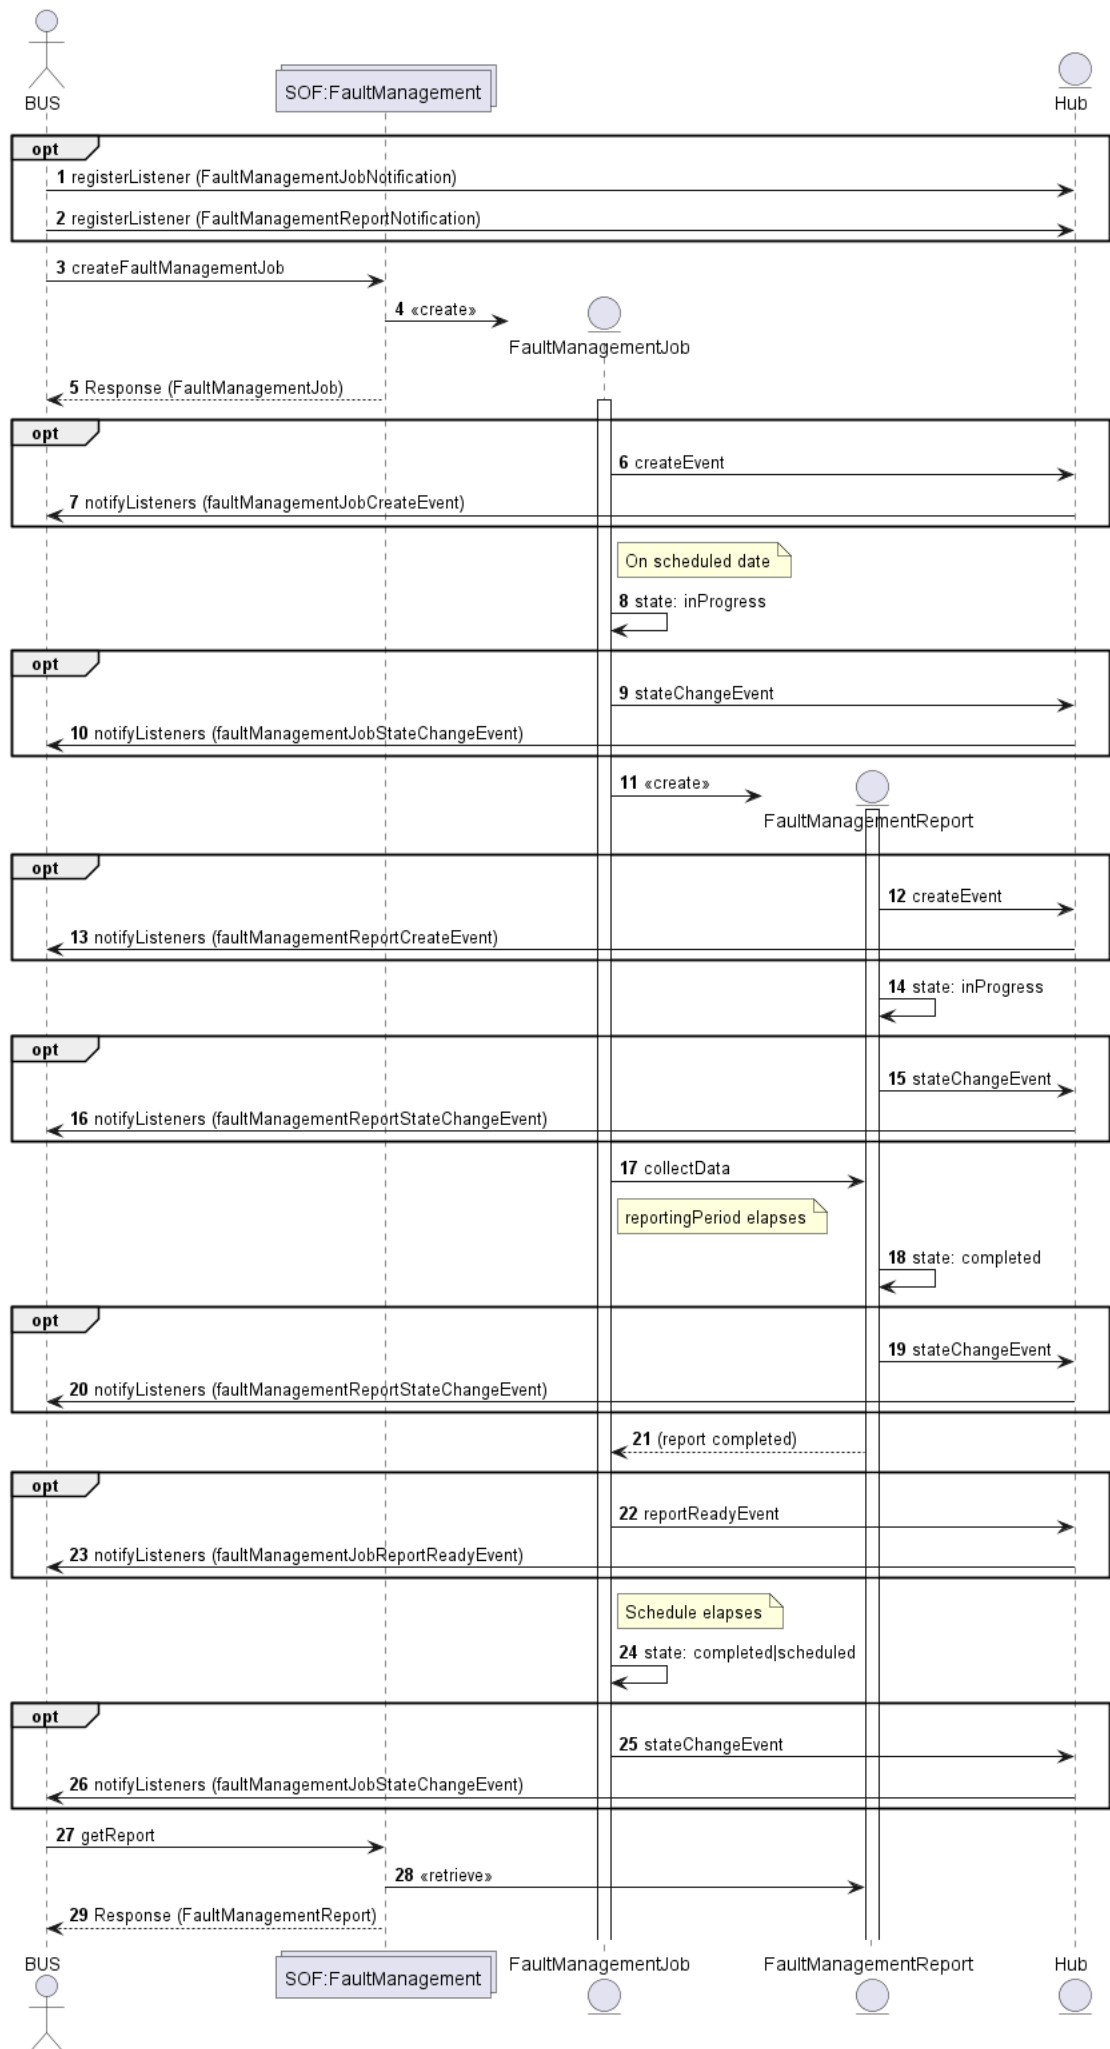 BUS
SOF:FaultManagement
Hub
opt
1 registerListener (FaultManagementJobNotification)
2 registerListener (FaultManagementReportNotification)
3 createFaultManagementJob
4 «create»
FaultManagementJob
5 Response (FaultManagementJob)
opt
6 createEvent
7 notifyListeners (faultManagementJobCreateEvent)
On scheduled date
8 state: inProgress
opt
9 stateChangeEvent
10 notifyListeners (faultManagementJobStateChangeEvent)
11 «create»
FaultManagementReport
opt
12 createEvent
13 notifyListeners (faultManagementReportCreateEvent)
14 state: inProgress
opt
15 stateChangeEvent
16 notifyListeners (faultManagementReportStateChangeEvent)
17 collectData
reportingPeriod elapses
18 state: completed
opt
19 stateChangeEvent
20 notifyListeners (faultManagementReportStateChangeEvent)
21 (report completed)
opt
22 reportReadyEvent
23 notifyListeners (faultManagementJobReportReadyEvent)
Schedule elapses
24 state: completed|scheduled
opt
25 stateChangeEvent
26 notifyListeners (faultManagementJobStateChangeEvent)
27 getReport
28 «retrieve»
29 Response (FaultManagementReport)
BUS
SOF:FaultManagement
FaultManagementJob
FaultManagementReport
Hub